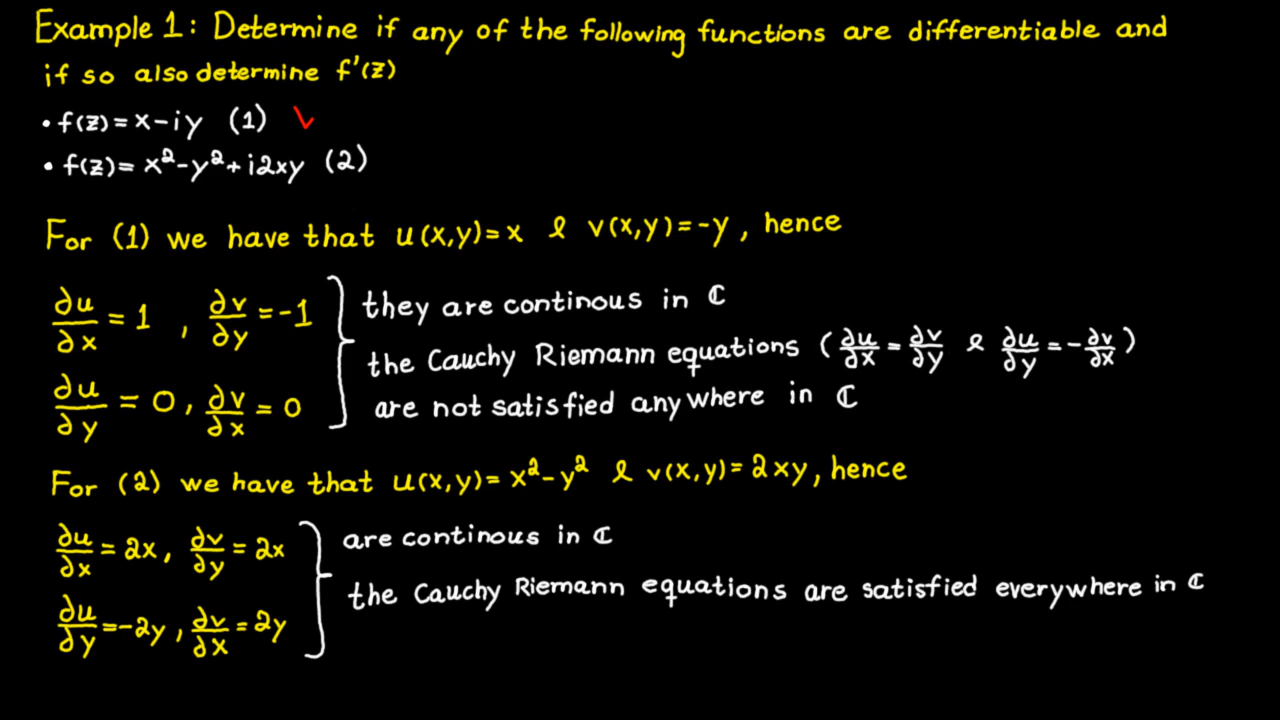 Example 1: Determine if any of the following functions are differentiable and
if so also determine f'(z)
• f(z) = x - iy (1)
• f(z) = x² - y² + i2xy (2)
For (1) we have that u(x,y) = x & v(x,y) = -y, hence
∂u/∂x = 1, ∂v/∂y = -1
∂u/∂y = 0, ∂v/∂x = 0
they are continous in ℂ
the Cauchy Riemann equations (∂u/∂x = ∂v/∂y & ∂u/∂y = -∂v/∂x)
are not satisfied anywhere in ℂ
For (2) we have that u(x,y) = x² - y² & v(x,y) = 2xy, hence
∂u/∂x = 2x, ∂v/∂y = 2x
∂u/∂y = -2y, ∂v/∂x = 2y
are continous in ℂ
the Cauchy Riemann equations are satisfied everywhere in ℂ